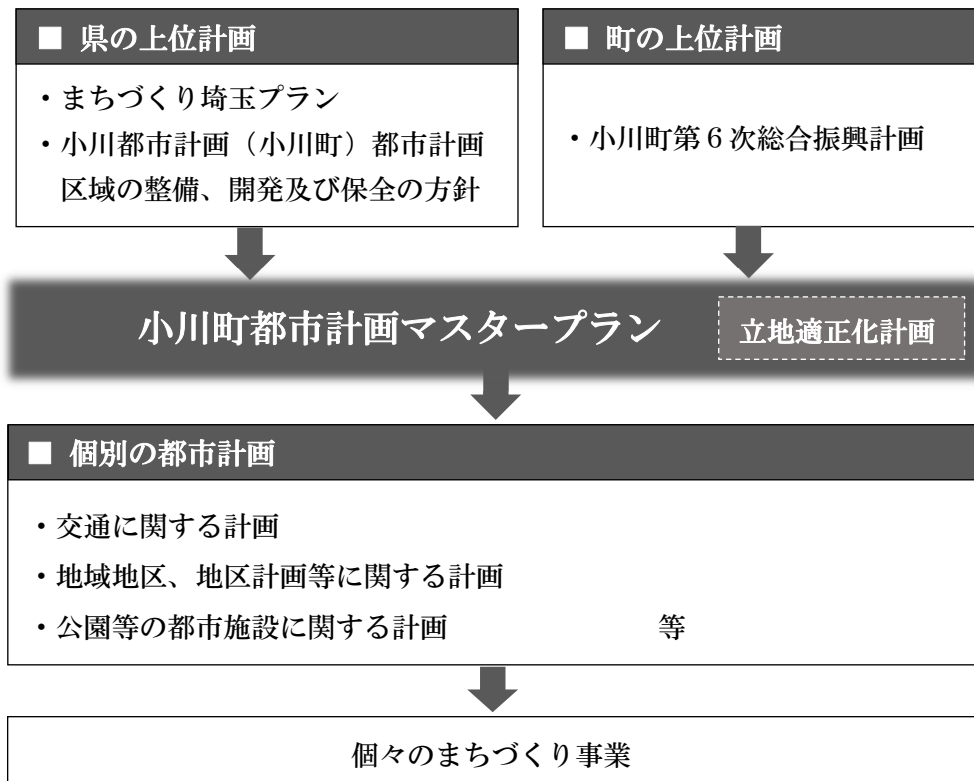 ■ 県の上位計画
・まちづくり埼玉プラン
・小川都市計画（小川町）都市計画
区域の整備、開発及び保全の方針
■ 町の上位計画
・小川町第６次総合振興計画
小川町都市計画マスタープラン
立地適正化計画
■ 個別の都市計画
・交通に関する計画
・地域地区、地区計画等に関する計画
・公園等の都市施設に関する計画　　　　　　　　等
個々のまちづくり事業